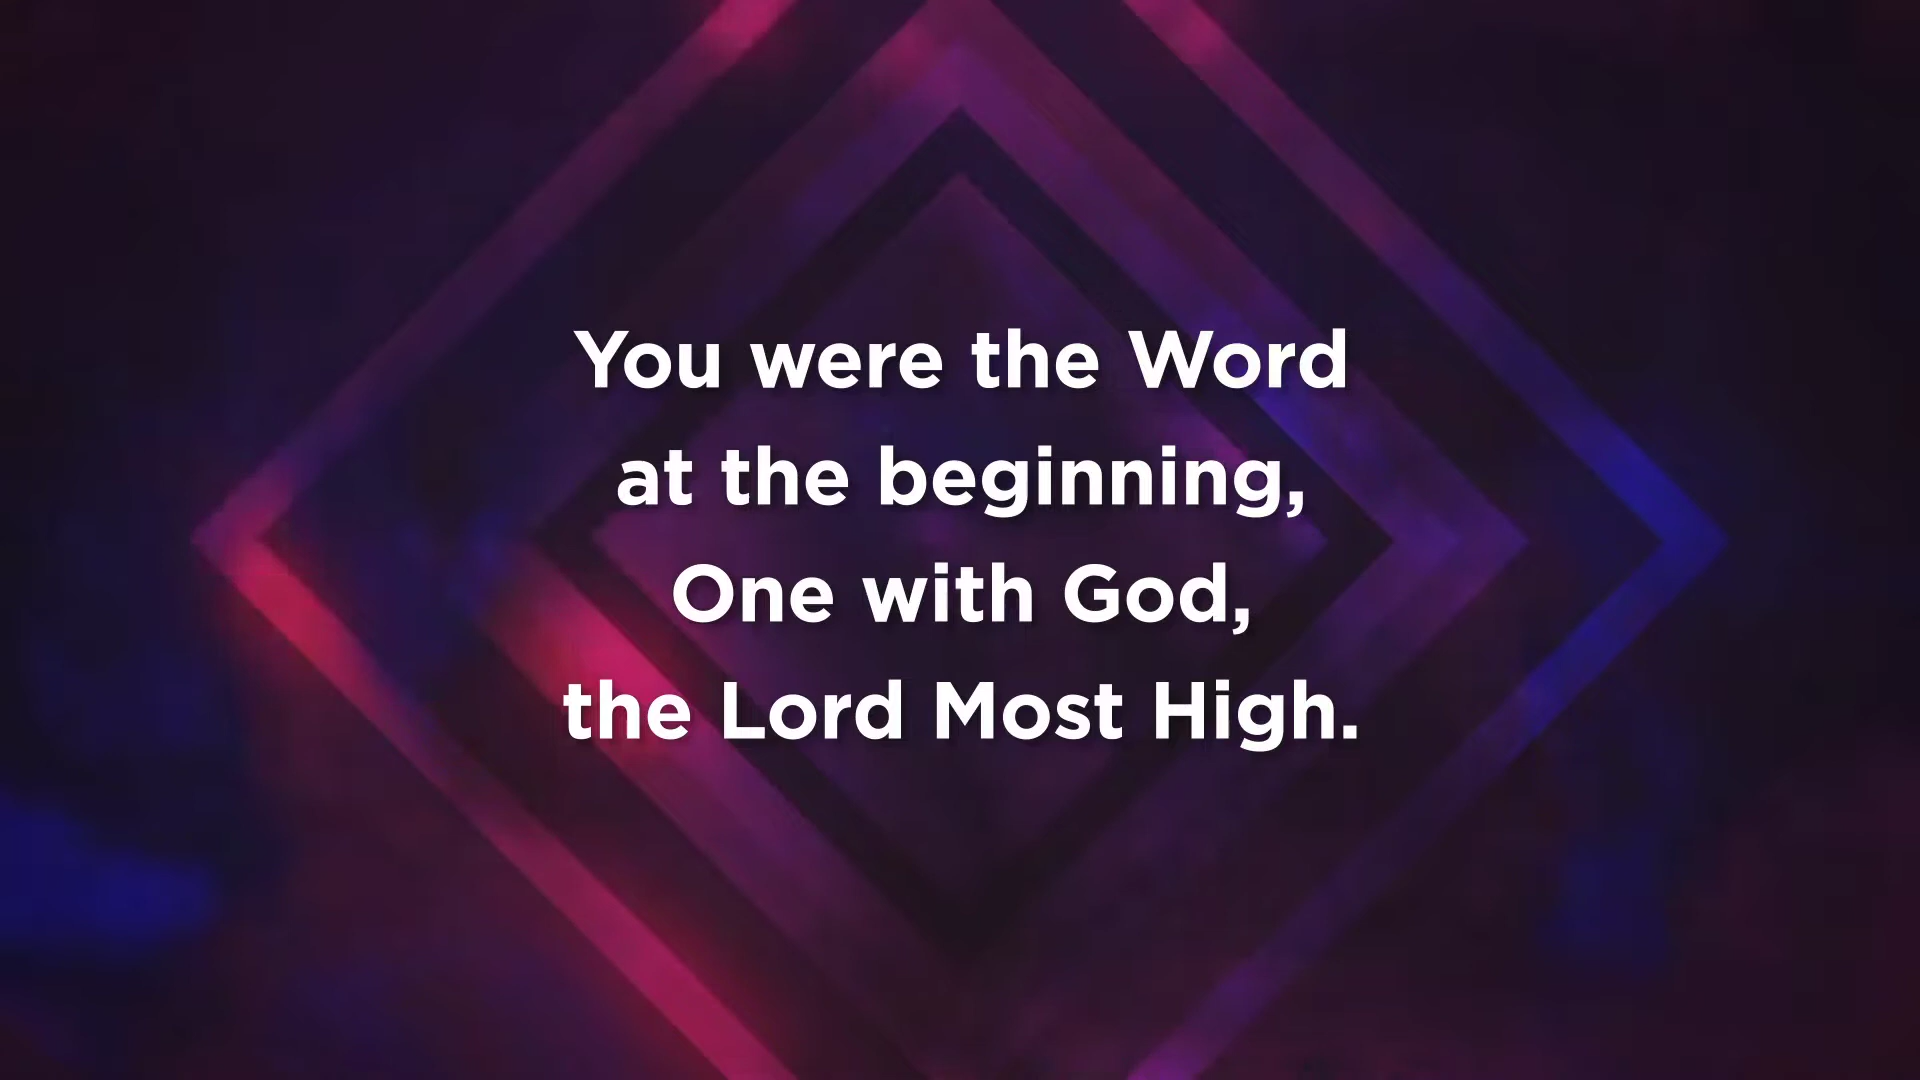 You were the Word
at the beginning,
One with God,
the Lord Most High.